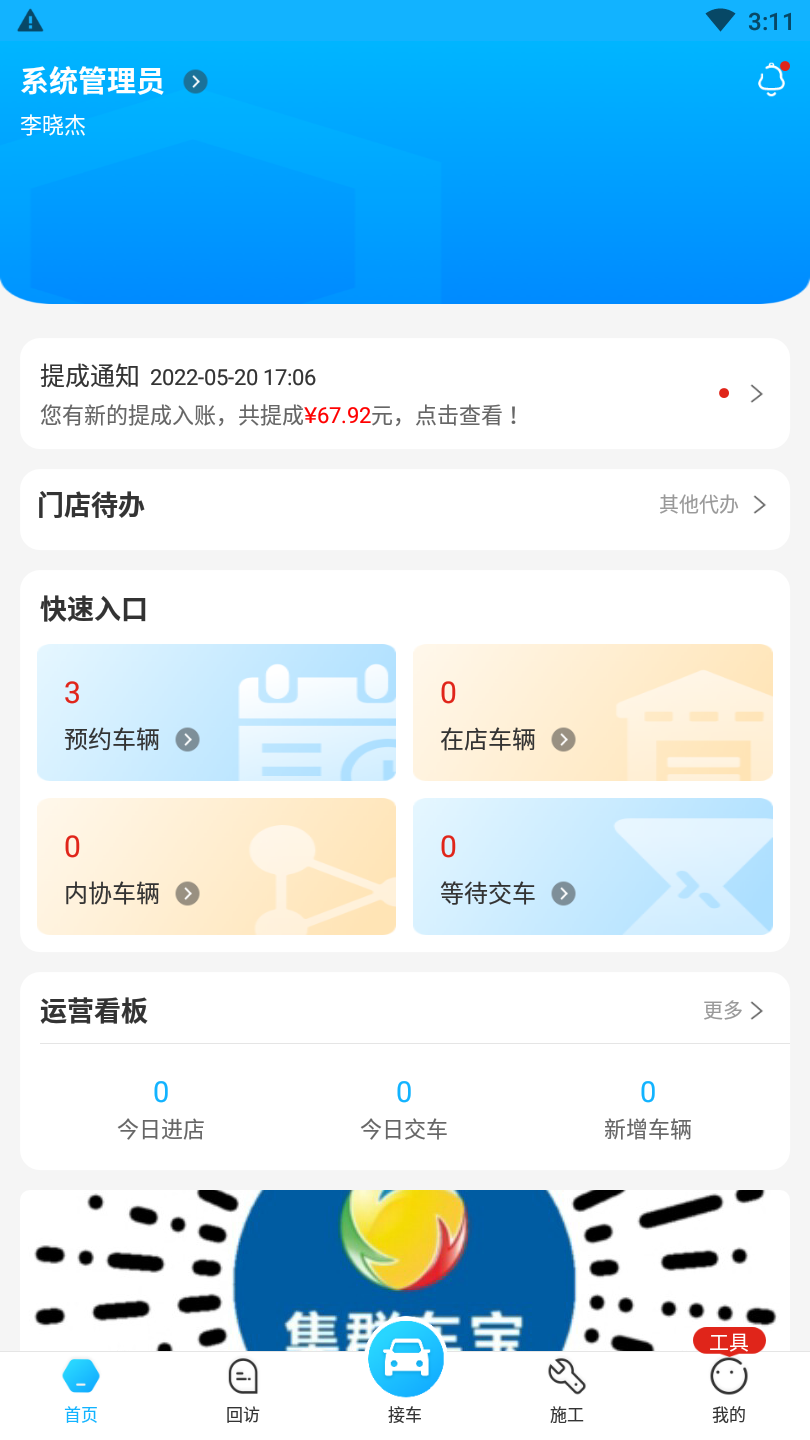 3:11
系统管理员
李晓杰
提成通知 2022-05-20 17:06
您有新的提成入账，共提成¥67.92元，点击查看！
门店待办 其他代办
快速入口
3
预约车辆
0
在店车辆
0
内协车辆
0
等待交车
运营看板 更多
0 0 0
今日进店 今日交车 新增车辆
集群车宝
工具
首页 回访 接车 施工 我的